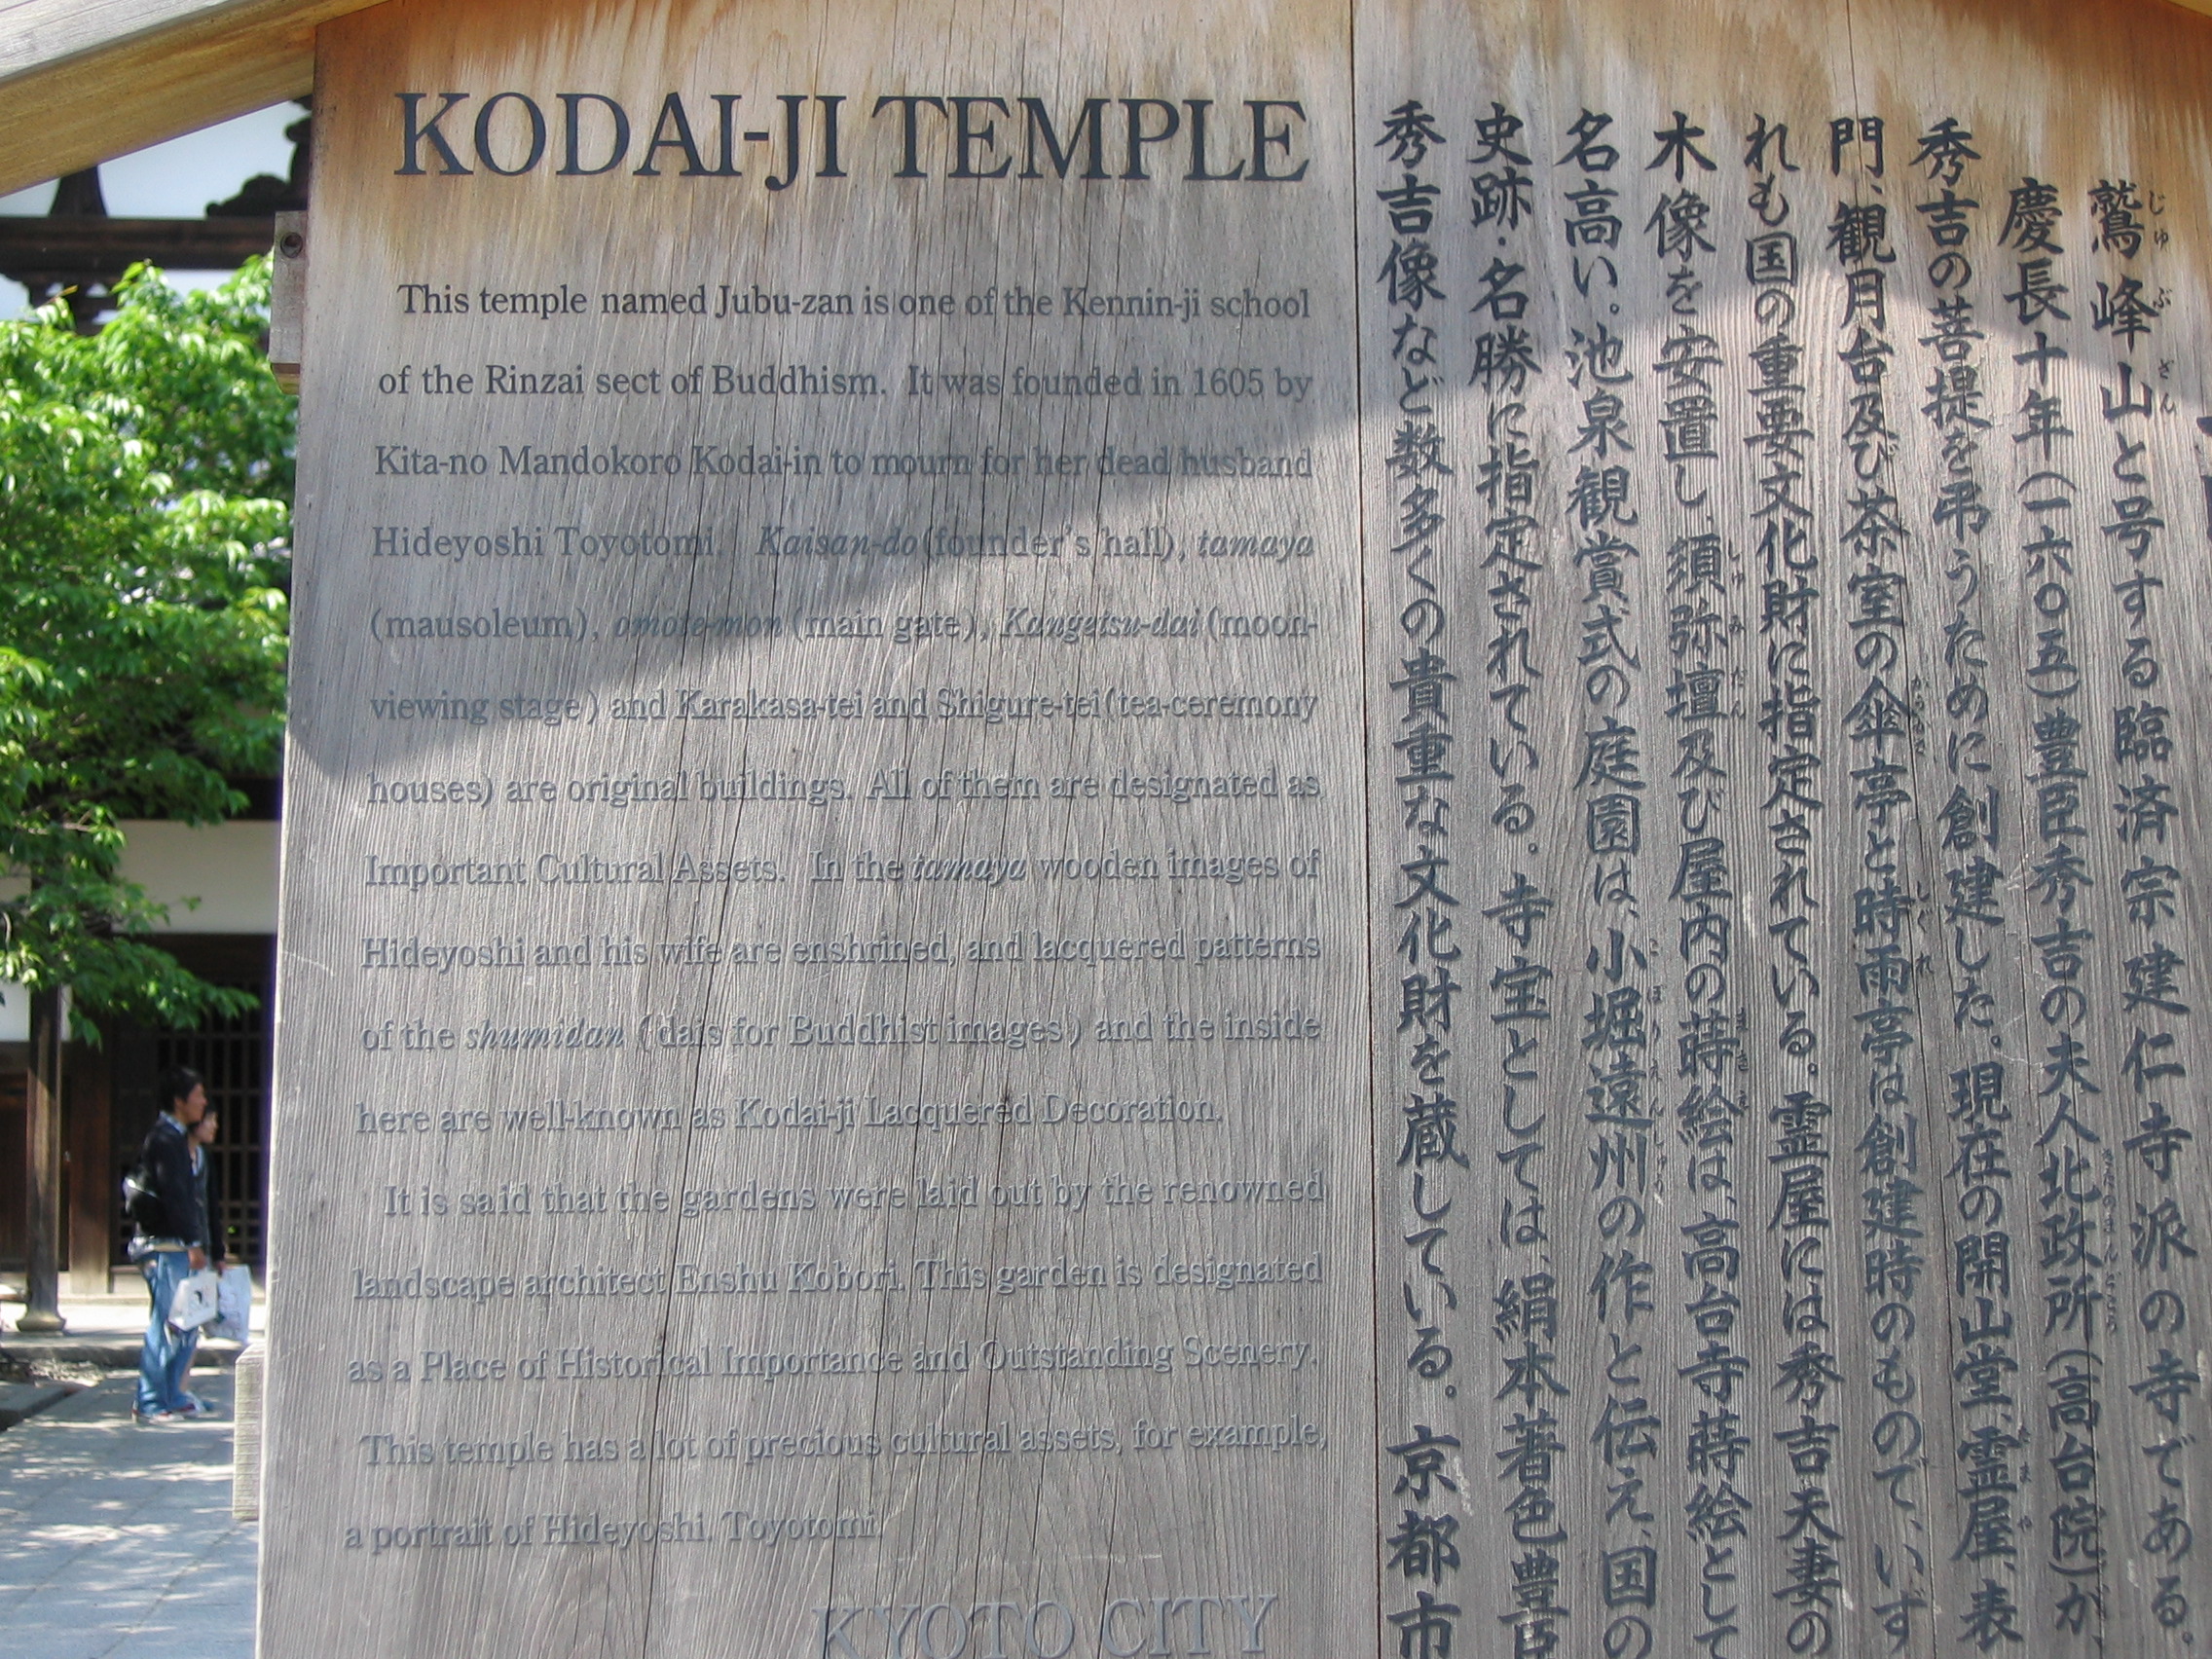 KODAI-JI TEMPLE
This temple named Jubu-zan is one of the Kennin-ji school
of the Rinzai sect of Buddhism. It was founded in 1605 by
Kita-no Mandokoro Kodai-in to mourn for her dead husband
Hideyoshi Toyotomi. Kaisan-do (founder's hall), tamaya
(mausoleum), omote-mon (main gate), Kangetsu-dai (moon-
viewing stage) and Karakasa-tei and Shigure-tei (tea-ceremony
houses) are original buildings. All of them are designated as
Important Cultural Assets. In the tamaya wooden images of
Hideyoshi and his wife are enshrined, and lacquered patterns
of the shumidan (dais for Buddhist images) and the inside
here are well-known as Kodai-ji Lacquered Decoration.
It is said that the gardens were laid out by the renowned
landscape architect Enshu Kobori. This garden is designated
as a Place of Historical Importance and Outstanding Scenery.
This temple has a lot of precious cultural assets, for example,
a portrait of Hideyoshi. Toyotomi.
KYOTO CITY
鷲峰山と号する臨済宗建仁寺派の寺である。
慶長十年(一六〇五)豊臣秀吉の夫人北政所(高台院)が、
秀吉の菩提を弔うために創建した。現在の開山堂、霊屋、表
門、観月台及び茶室の傘亭と時雨亭は創建時のもので、いず
れも国の重要文化財に指定されている。霊屋には秀吉夫妻の
木像を安置し、須弥壇及び屋内の蒔絵は、高台寺蒔絵として
名高い。池泉観賞式の庭園は、小堀遠州の作と伝え、国の
史跡・名勝に指定されている。寺宝としては、絹本著色豊臣
秀吉像など数多くの貴重な文化財を蔵している。京都市